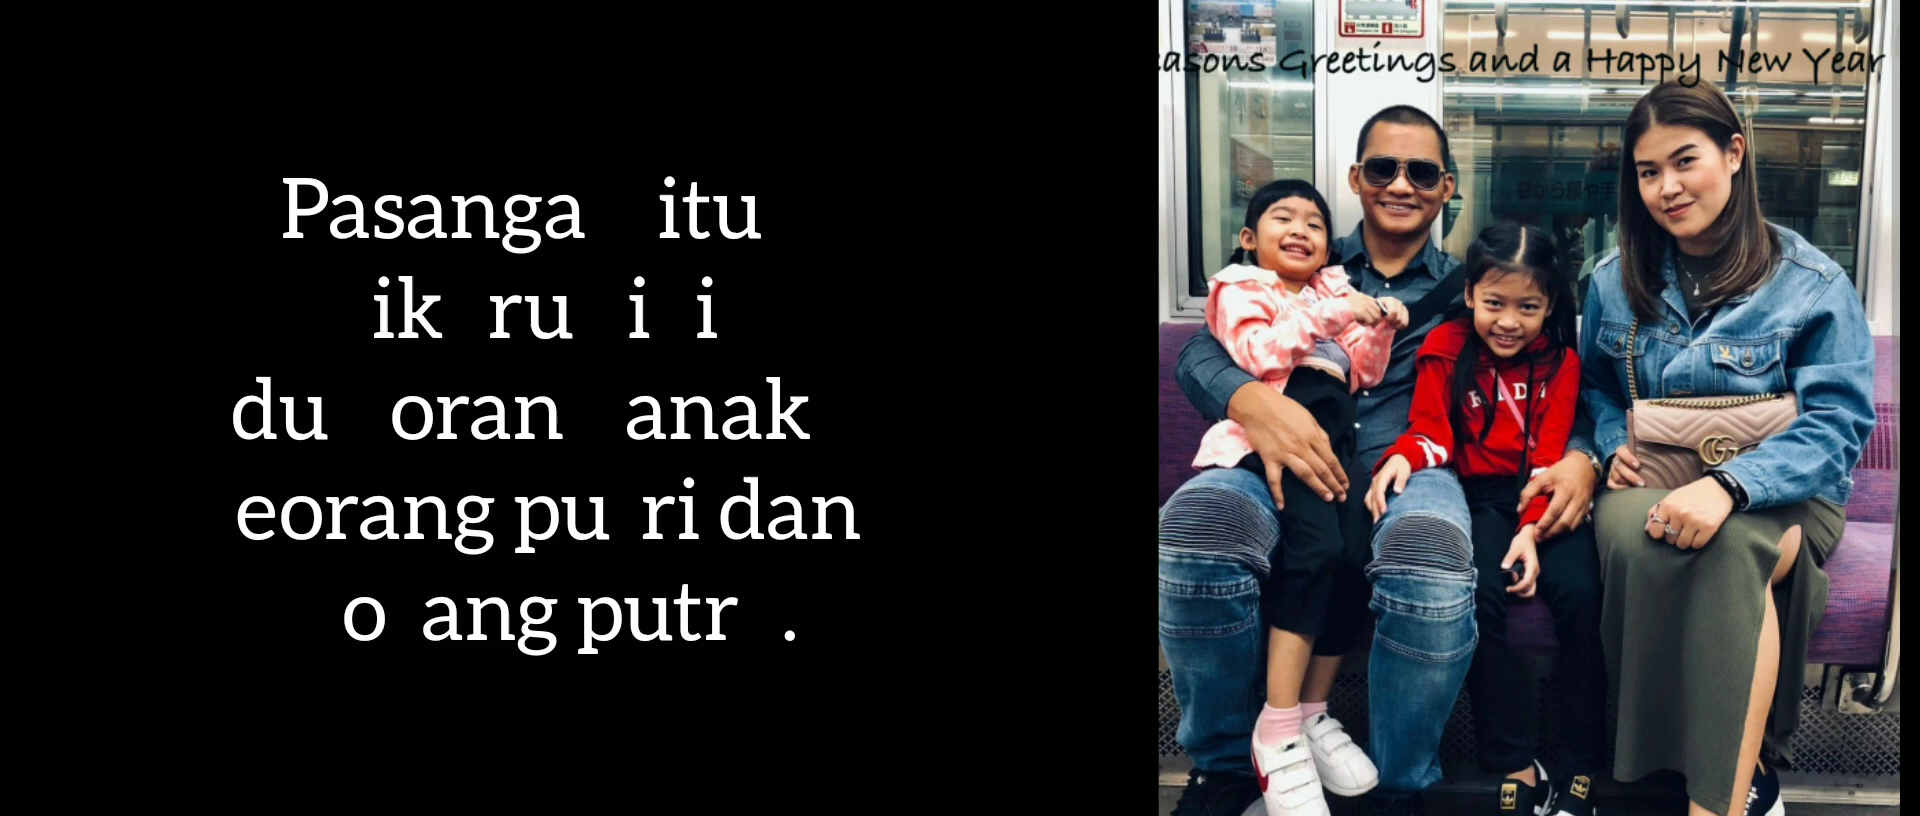 Pasanga itu
ik ru i i
du oran anak
eorang pu ri dan
o ang putr .
asons Greetings and a Happy New Year